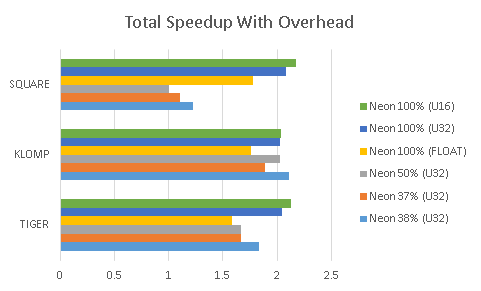 Total Speedup With Overhead
SQUARE
KLOMP
TIGER
0 0.5 1 1.5 2 2.5
Neon 100% (U16)
Neon 100% (U32)
Neon 100% (FLOAT)
Neon 50% (U32)
Neon 37% (U32)
Neon 38% (U32)